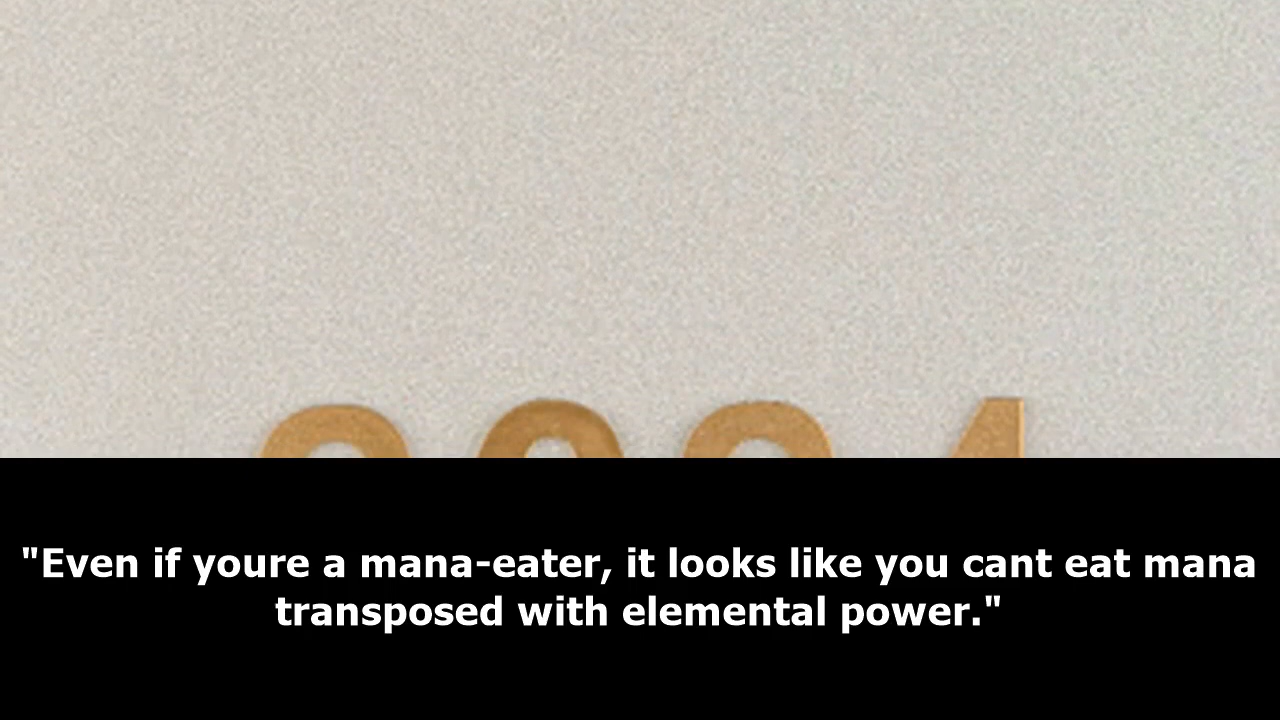 "Even if youre a mana-eater, it looks like you cant eat mana
transposed with elemental power."